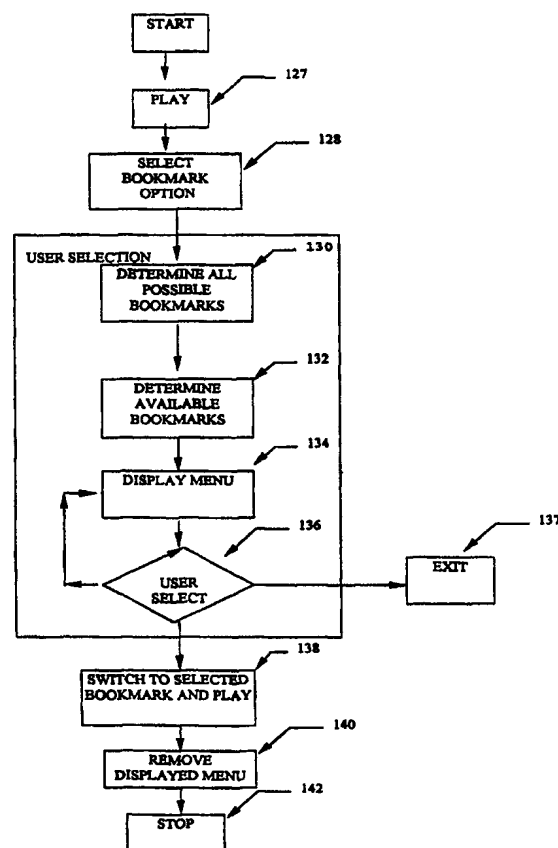 START
127
PLAY
128
SELECT
BOOKMARK
OPTION
USER SELECTION
130
DETERMINE ALL
POSSIBLE
BOOKMARKS
132
DETERMINE
AVAILABLE
BOOKMARKS
134
DISPLAY MENU
136
USER
SELECT
137
EXIT
138
SWITCH TO SELECTED
BOOKMARK AND PLAY
140
REMOVE
DISPLAYED MENU
142
STOP